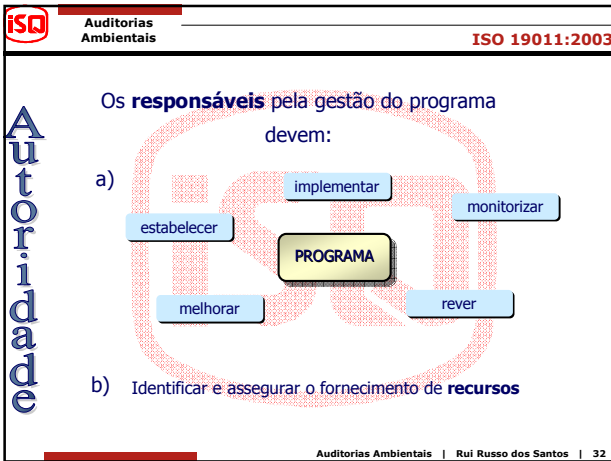 iSQ
Auditorias
Ambientais
ISO 19011:2003
Autoridade
Os responsáveis pela gestão do programa
devem:
a)
implementar
monitorizar
estabelecer
PROGRAMA
melhorar
rever
b) Identificar e assegurar o fornecimento de recursos
Auditorias Ambientais | Rui Russo dos Santos | 32